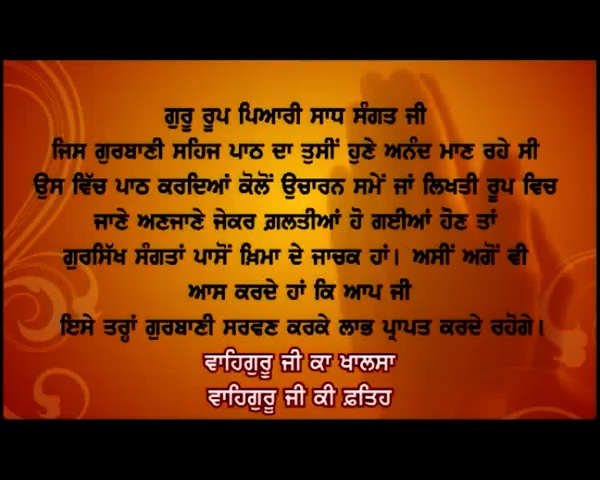 ਗੁਰੂ ਰੂਪ ਪਿਆਰੀ ਸਾਧ ਸੰਗਤ ਜੀ
ਜਿਸ ਗੁਰਬਾਣੀ ਸਹਿਜ ਪਾਠ ਦਾ ਤੁਸੀਂ ਹੁਣੇ ਅਨੰਦ ਮਾਣ ਰਹੇ ਸੀ
ਉਸ ਵਿੱਚ ਪਾਠ ਕਰਦਿਆਂ ਕੋਲੋਂ ਉਚਾਰਨ ਸਮੇਂ ਜਾਂ ਲਿਖਤੀ ਰੂਪ ਵਿਚ
ਜਾਣੇ ਅਣਜਾਣੇ ਜੇਕਰ ਗ਼ਲਤੀਆਂ ਹੋ ਗਈਆਂ ਹੋਣ ਤਾਂ
ਗੁਰਸਿੱਖ ਸੰਗਤਾਂ ਪਾਸੋਂ ਖ਼ਿਮਾ ਦੇ ਜਾਚਕ ਹਾਂ। ਅਸੀਂ ਅਗੋਂ ਵੀ
ਆਸ ਕਰਦੇ ਹਾਂ ਕਿ ਆਪ ਜੀ
ਇਸੇ ਤਰ੍ਹਾਂ ਗੁਰਬਾਣੀ ਸਰਵਣ ਕਰਕੇ ਲਾਭ ਪ੍ਰਾਪਤ ਕਰਦੇ ਰਹੋਗੇ।
ਵਾਹਿਗੁਰੂ ਜੀ ਕਾ ਖਾਲਸਾ
ਵਾਹਿਗੁਰੂ ਜੀ ਕੀ ਫ਼ਤਿਹ